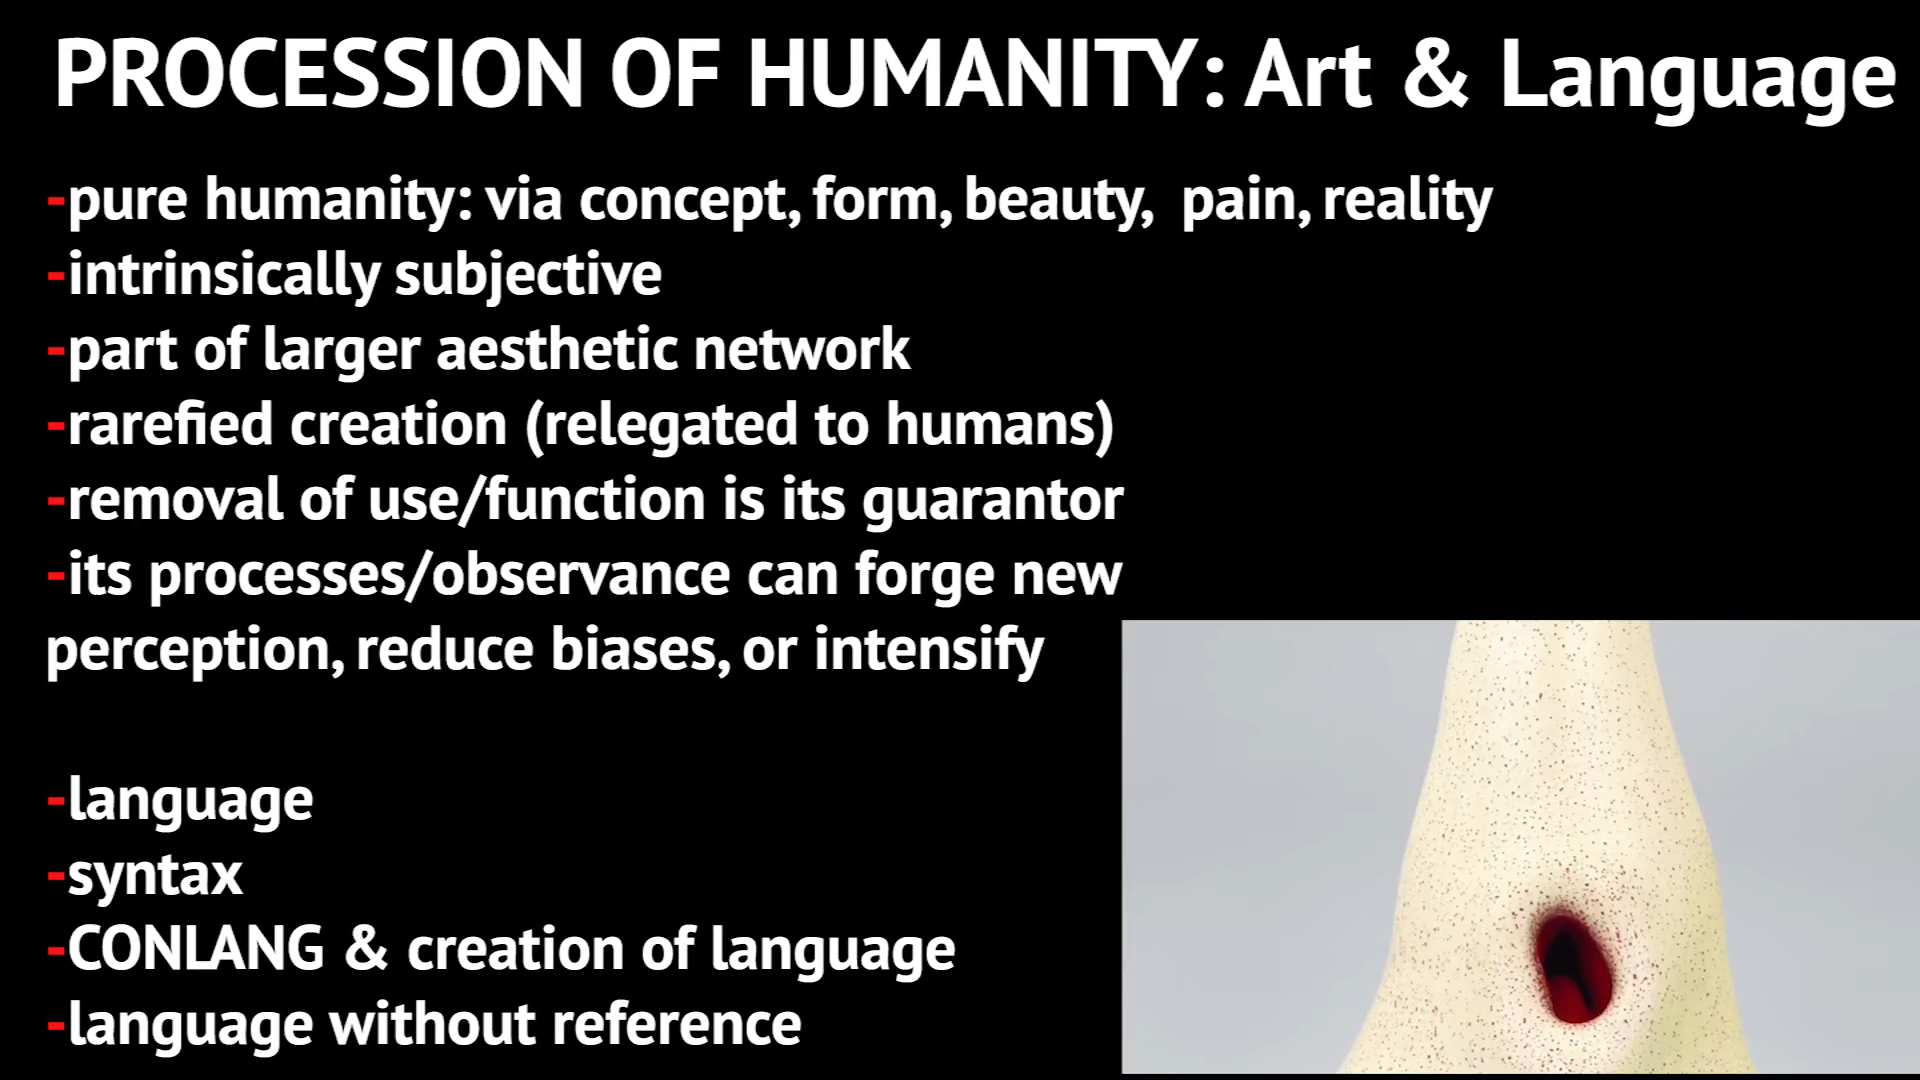 PROCESSION OF HUMANITY: Art & Language
-pure humanity: via concept, form, beauty,  pain, reality
-intrinsically subjective
-part of larger aesthetic network
-rarefied creation (relegated to humans)
-removal of use/function is its guarantor
-its processes/observance can forge new
perception, reduce biases, or intensify
-language
-syntax
-CONLANG & creation of language
-language without reference